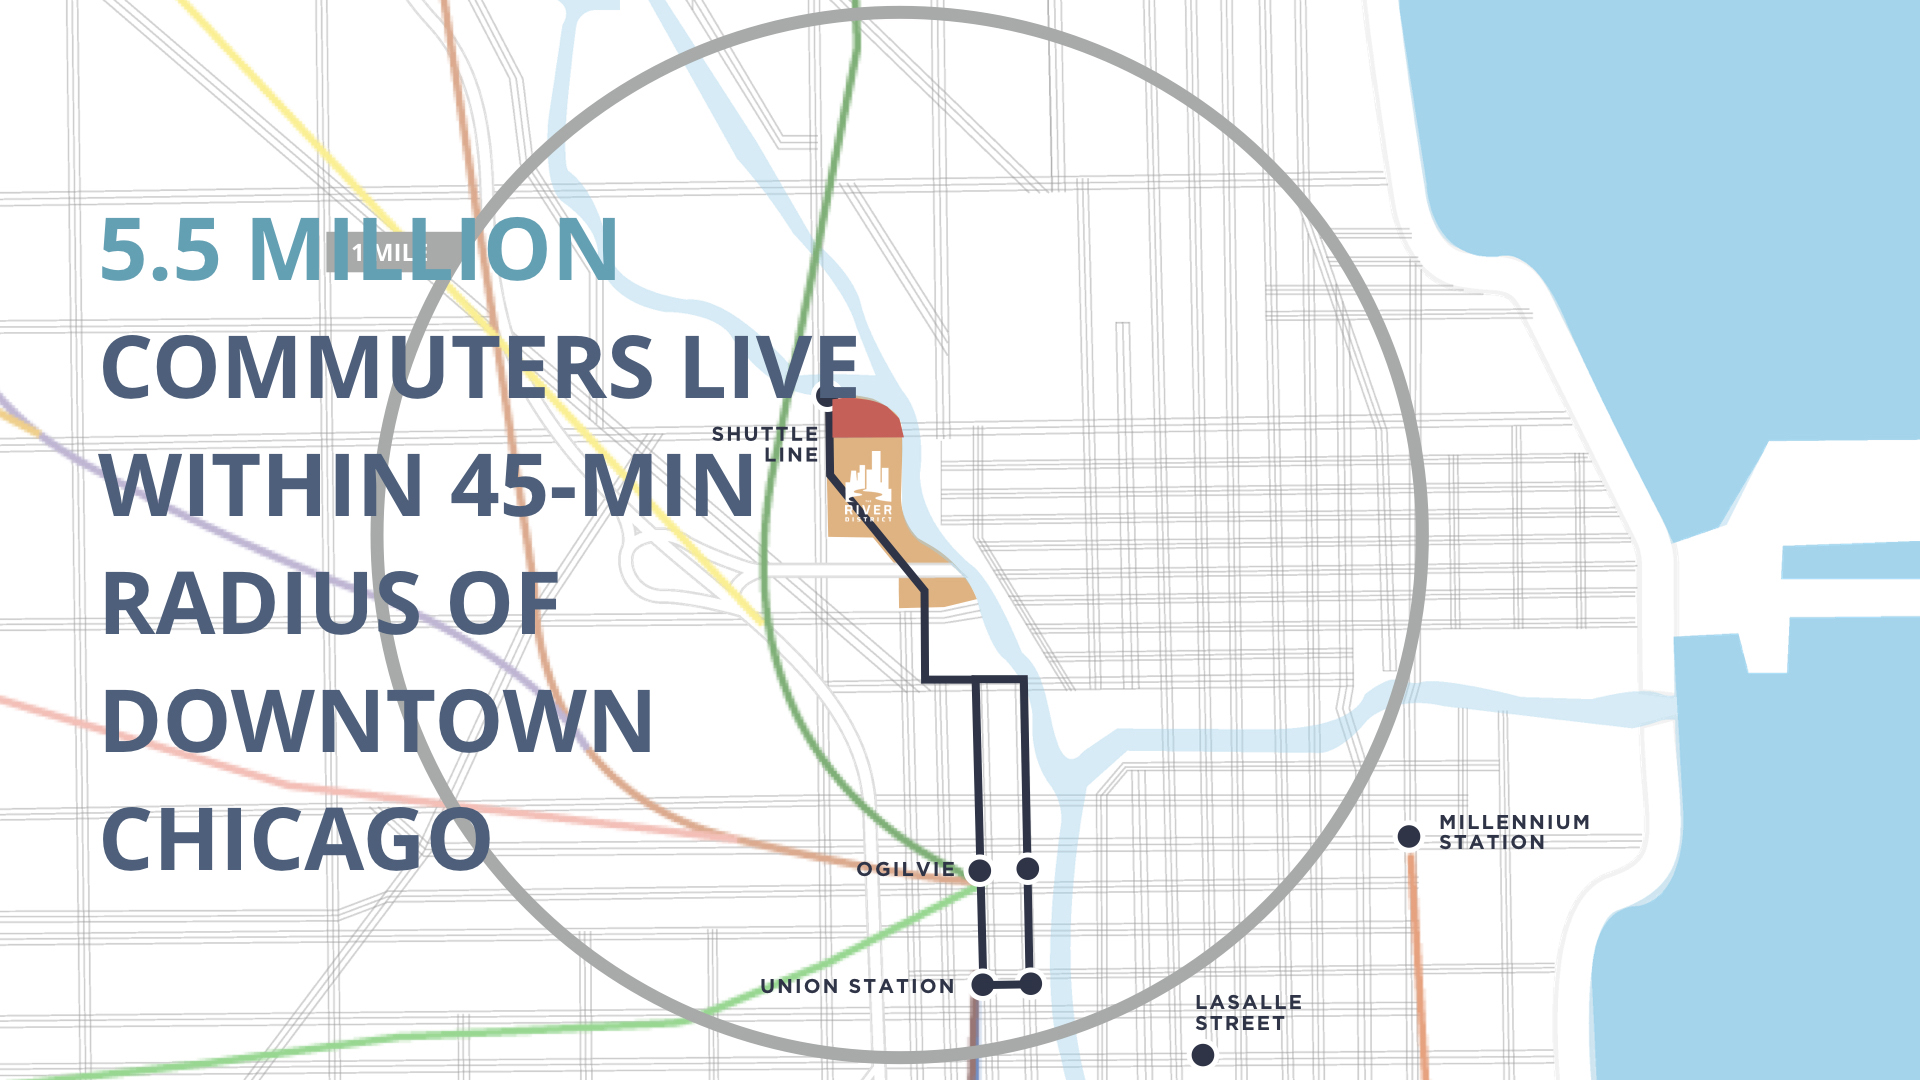 5.5 MILLION
COMMUTERS LIVE
WITHIN 45-MIN
RADIUS OF
DOWNTOWN
CHICAGO
1 MILE
SHUTTLE
LINE
RIVER
DISTRICT
OGILVIE
UNION STATION
MILLENNIUM
STATION
LASALLE
STREET